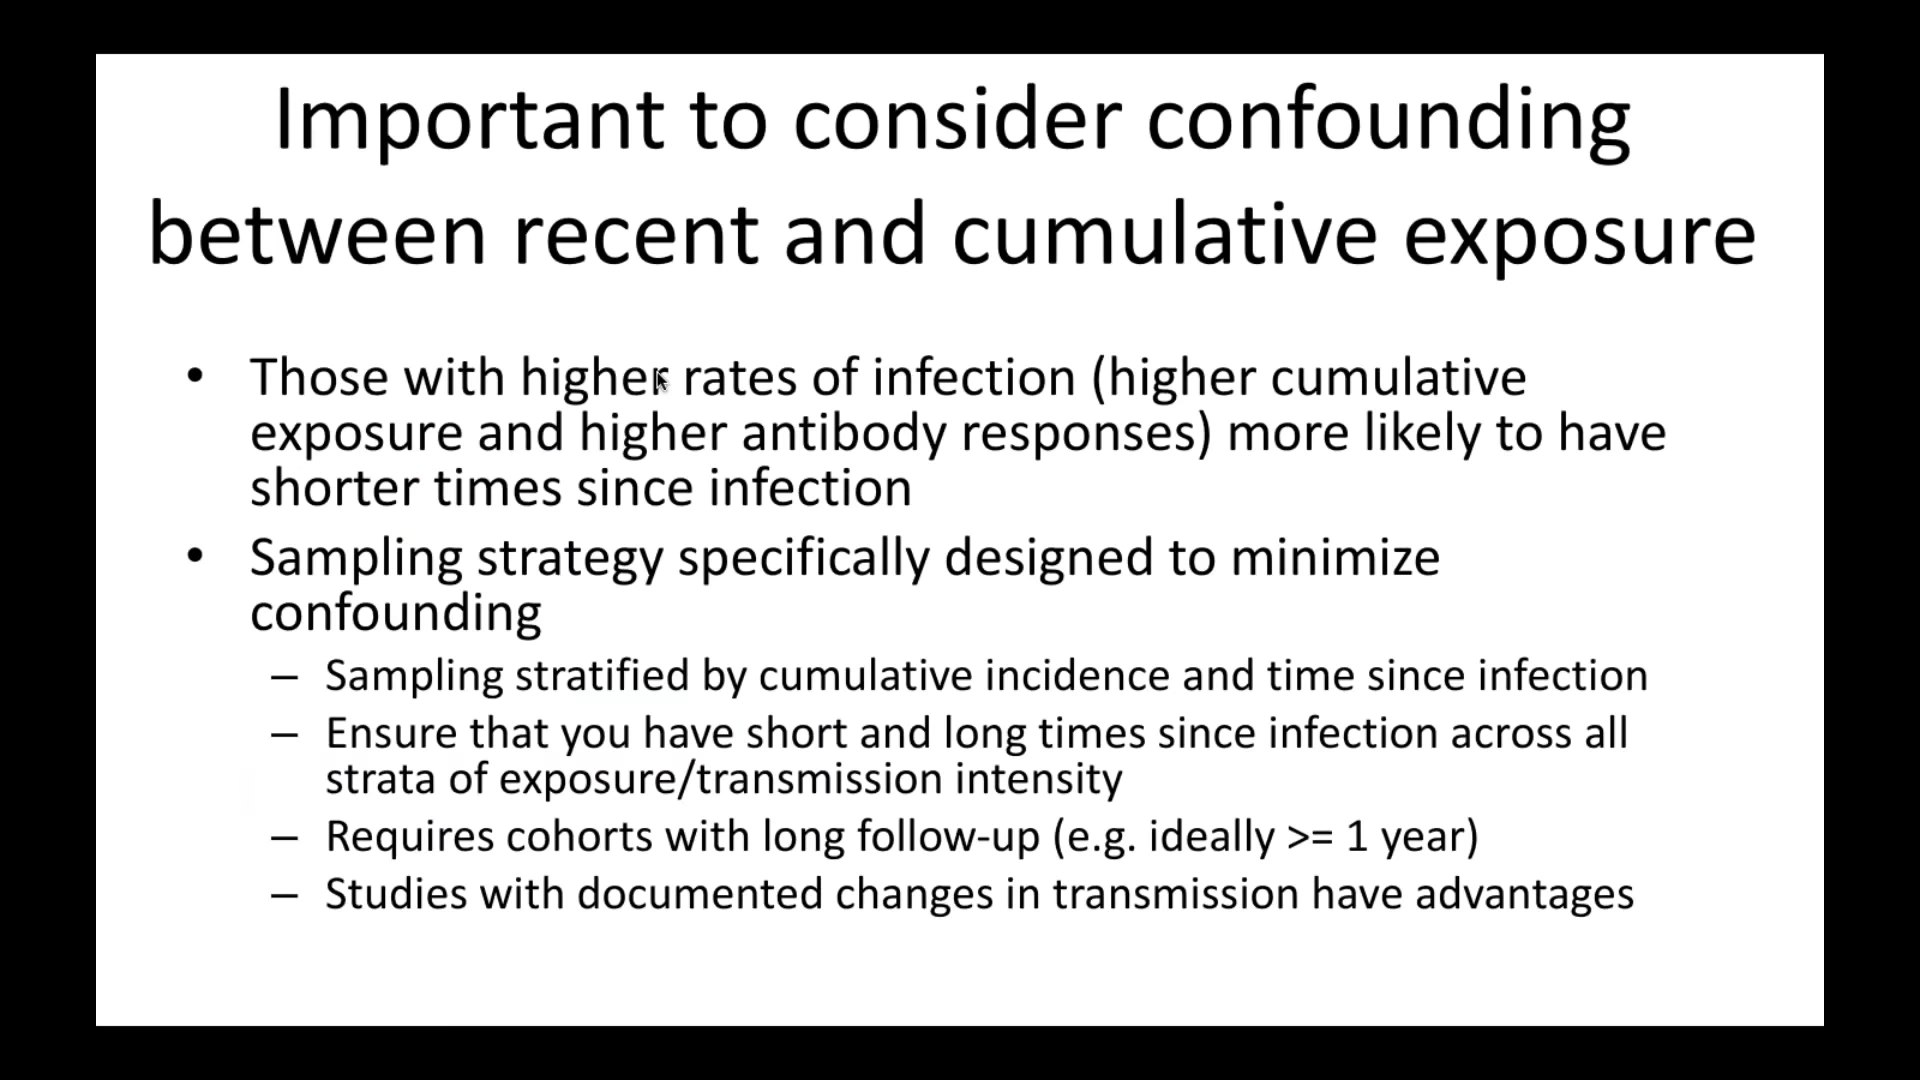 Important to consider confounding
between recent and cumulative exposure
• Those with higher rates of infection (higher cumulative
exposure and higher antibody responses) more likely to have
shorter times since infection
• Sampling strategy specifically designed to minimize
confounding
– Sampling stratified by cumulative incidence and time since infection
– Ensure that you have short and long times since infection across all
strata of exposure/transmission intensity
– Requires cohorts with long follow-up (e.g. ideally >= 1 year)
– Studies with documented changes in transmission have advantages